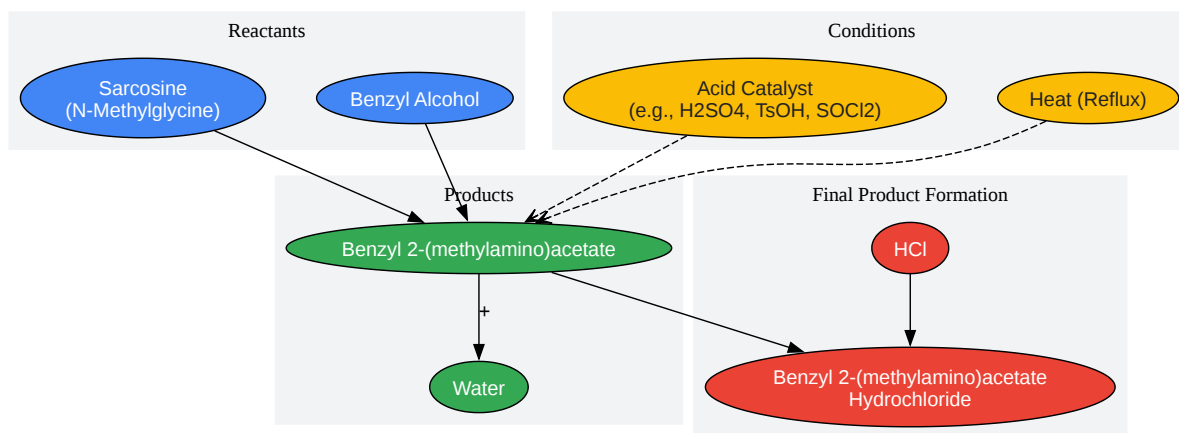 Reactants
Conditions
Sarcosine
(N-Methylglycine)
Benzyl Alcohol
Acid Catalyst
(e.g., H2SO4, TsOH, SOCl2)
Heat (Reflux)
Products
Final Product Formation
Benzyl 2-(methylamino)acetate
HCl
+
Water
Benzyl 2-(methylamino)acetate
Hydrochloride